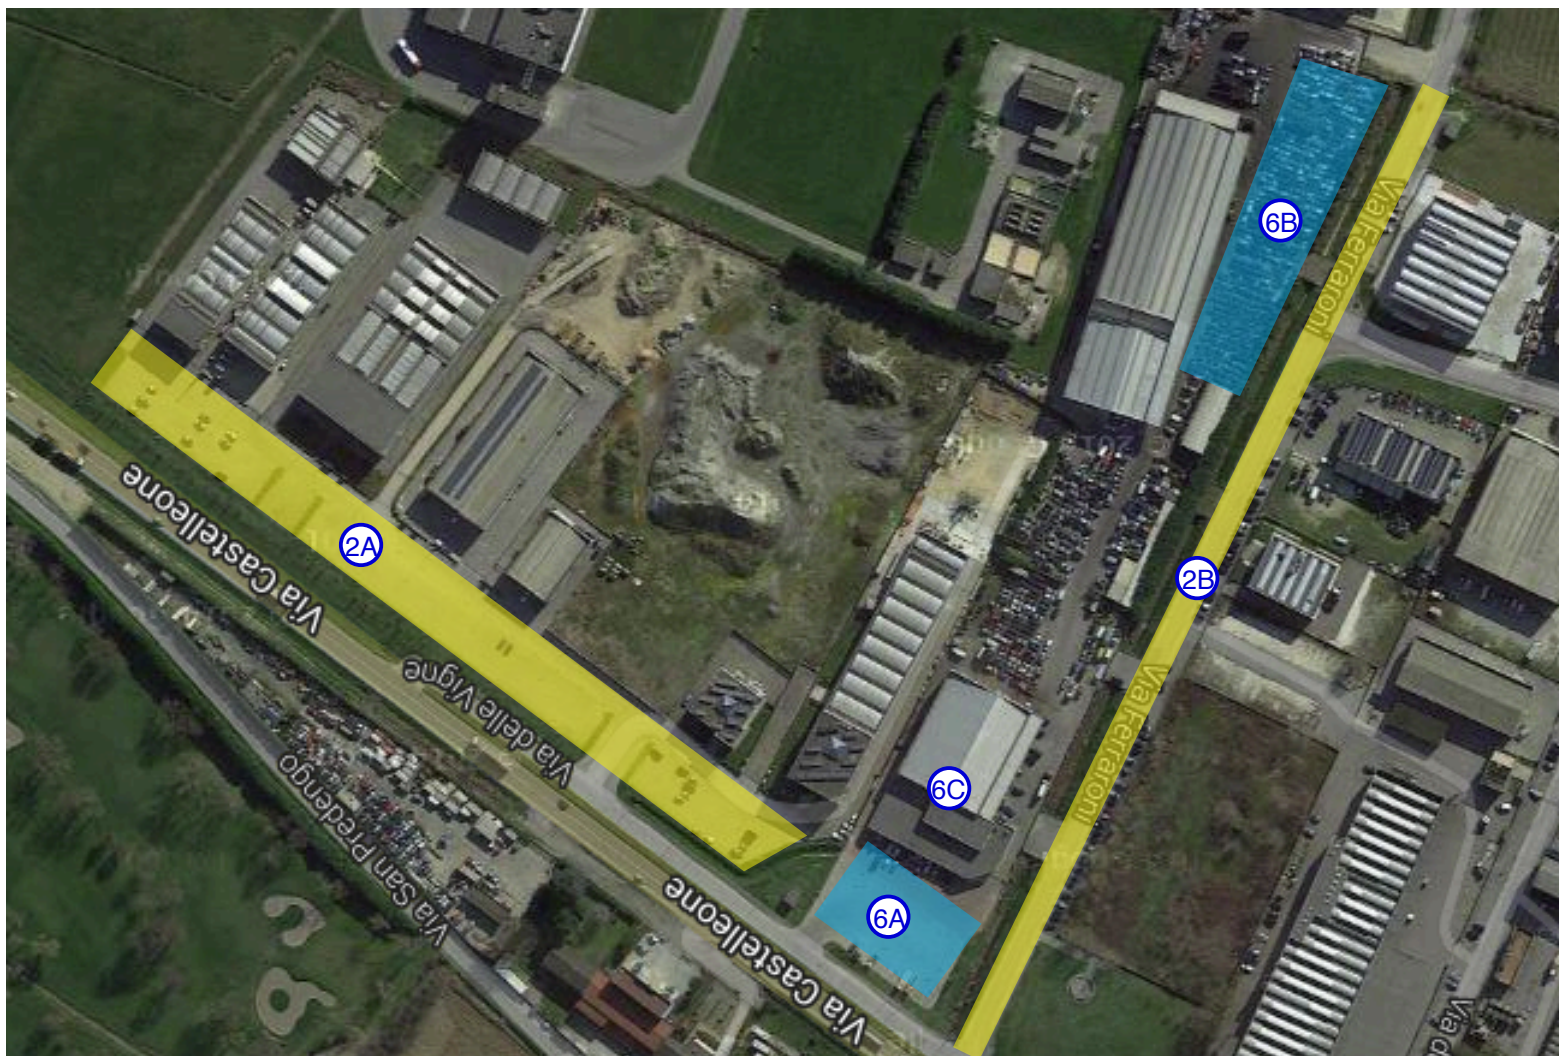 6B
Via Ferraroni
2A
Via Castelleone
2B
Via delle Vigne
Via Ferraroni
6C
Via San Predengo
6A
Via Castelleone
Via d